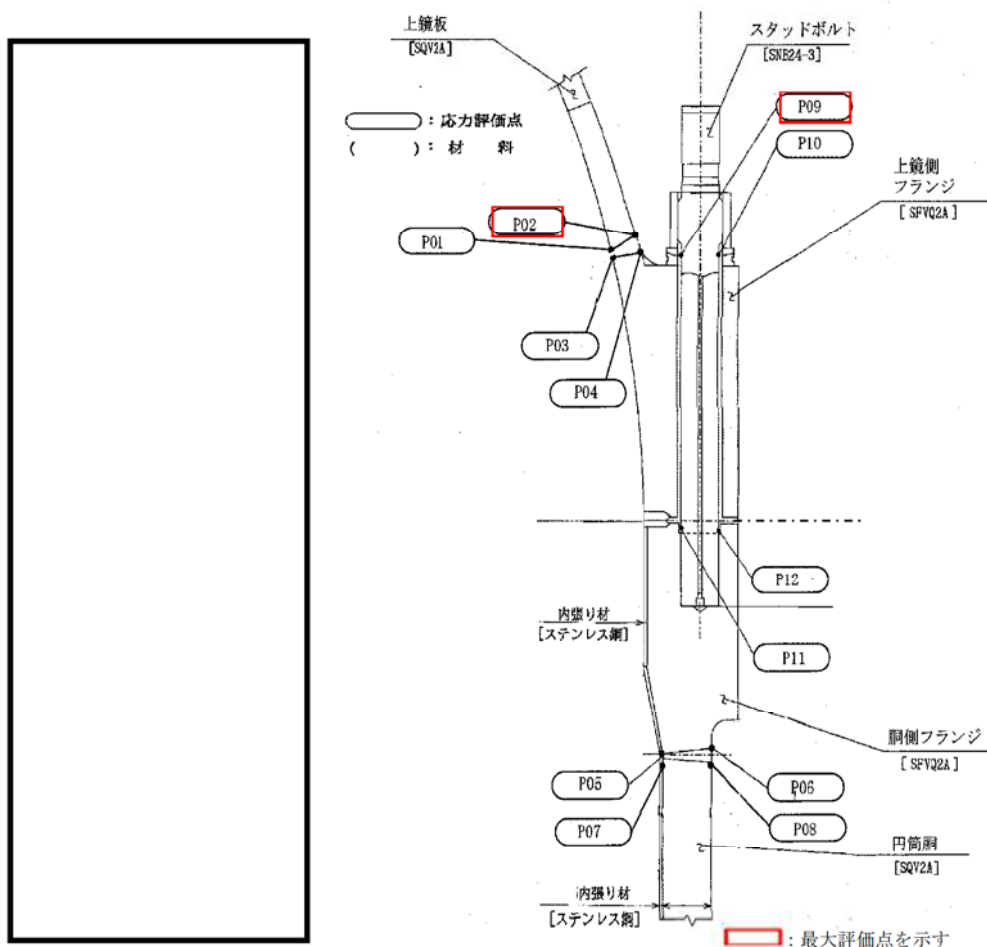 上鏡板
[SQV2A]
スタッドボルト
[SNB24-3]
: 応力評価点
( ) : 材 料
P09
P10
上鏡側
フランジ
[ SFVQ2A ]
P02
P01
P03
P04
P12
内張り材
[ステンレス鋼]
P11
胴側フランジ
[ SFVQ2A ]
P05
P06
P07
P08
円筒胴
[SQV2A]
内張り材
[ステンレス鋼]
: 最大評価点を示す